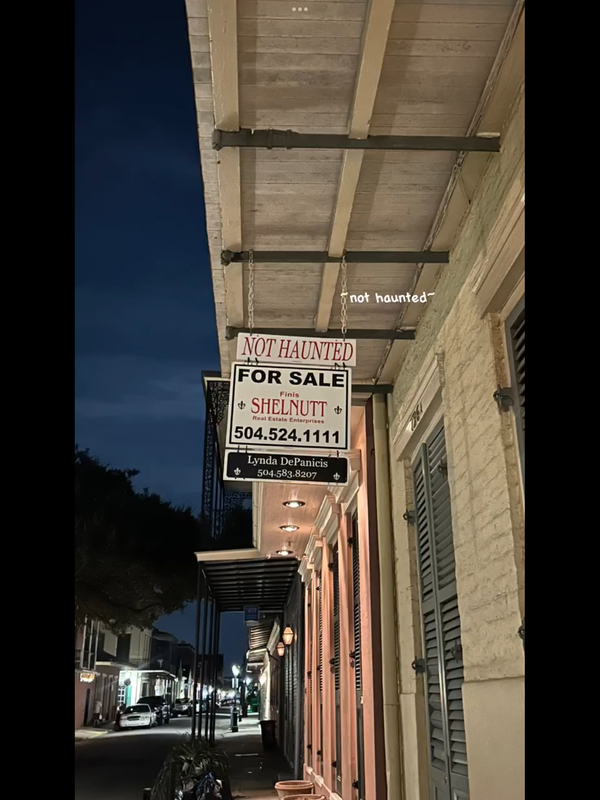 ~not haunted~
NOT HAUNTED
FOR SALE
Finis
SHELNUTT
Real Estate Enterprises
504.524.1111
Lynda DePanicis
504.583.8207